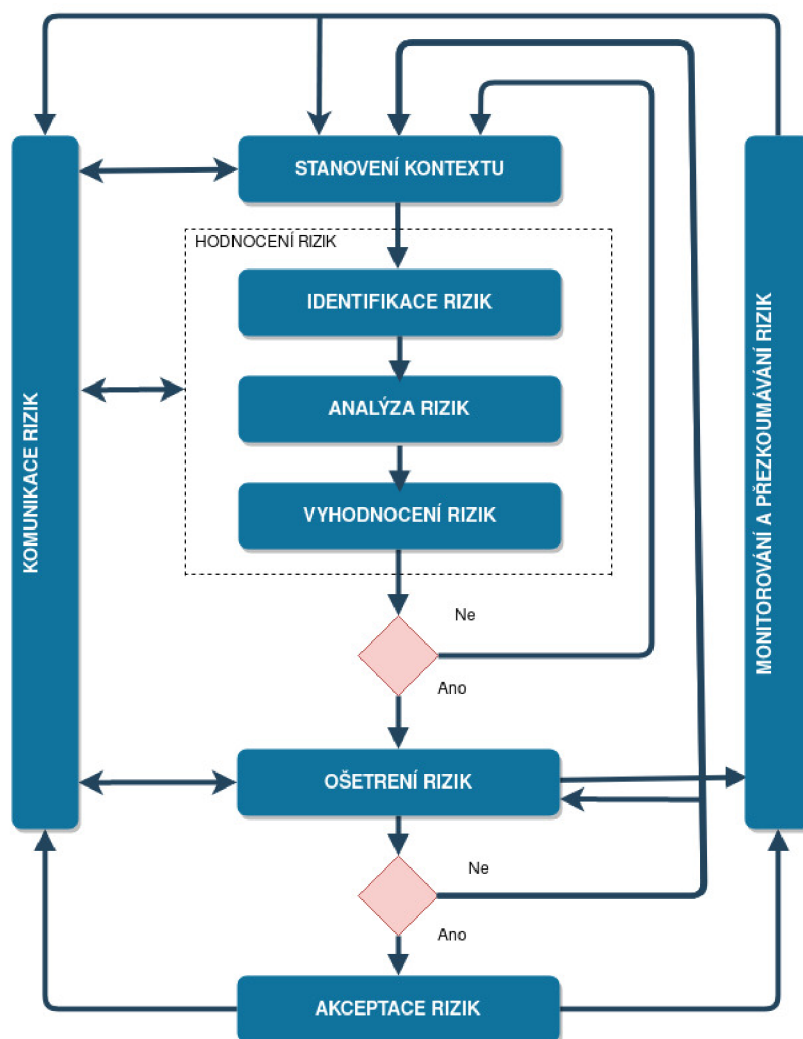 STANOVENÍ KONTEXTU
HODNOCENÍ RIZIK
IDENTIFIKACE RIZIK
ANALÝZA RIZIK
VYHODNOCENÍ RIZIK
KOMUNIKACE RIZIK
MONITOROVÁNÍ A PŘEZKOUMÁVÁNÍ RIZIK
Ne
Ano
OŠETRENÍ RIZIK
Ne
Ano
AKCEPTACE RIZIK